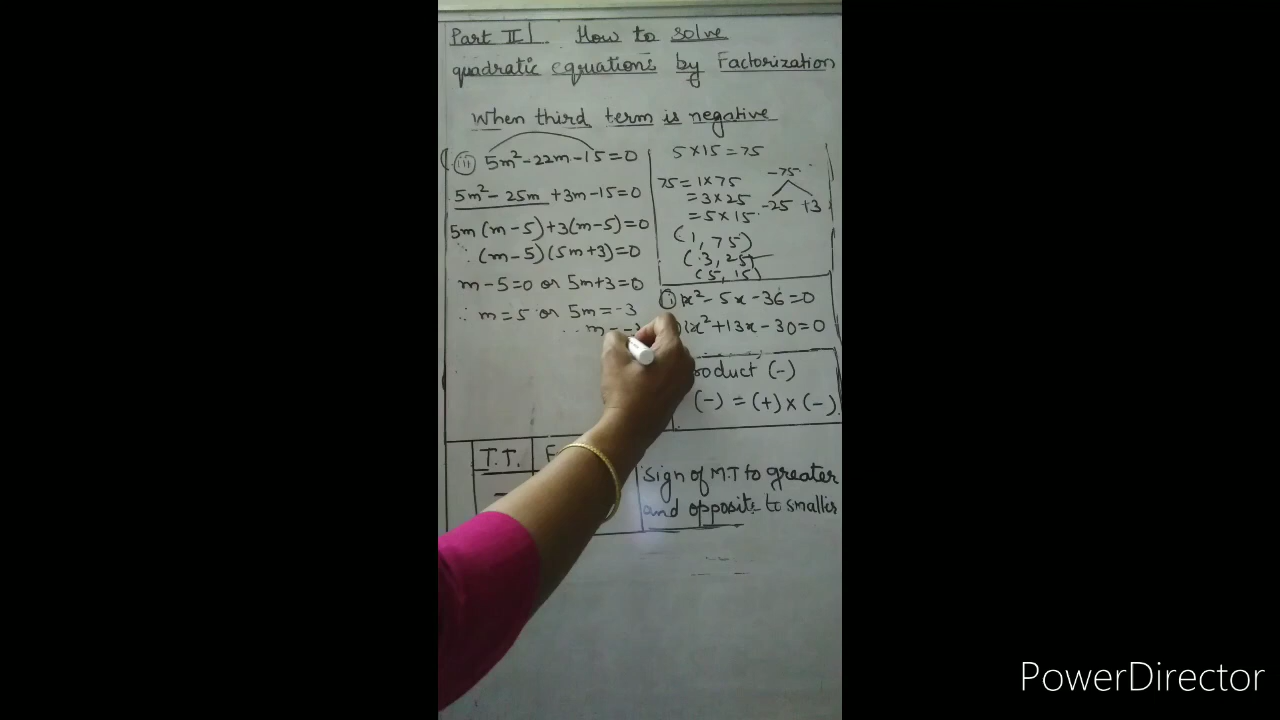 Part III. How to solve
quadratic equations by Factorization
When third term is negative
(iii) 5m²-22m-15=0
5m²-25m+3m-15=0
5m(m-5)+3(m-5)=0
∴ (m-5)(5m+3)=0
m-5=0 or 5m+3=0
∴ m=5 or 5m=-3
∴ m=
5×15=75
75=1×75
=3×25
=5×15
-75
-25 +3
(1, 75)
(3, 25)
(5, 15)
(i) x²-5x-36=0
x²+13x-30=0
roduct (-)
(-) = (+)×(-)
T.T. F
Sign of M.T to greater
and opposite to smaller
PowerDirector